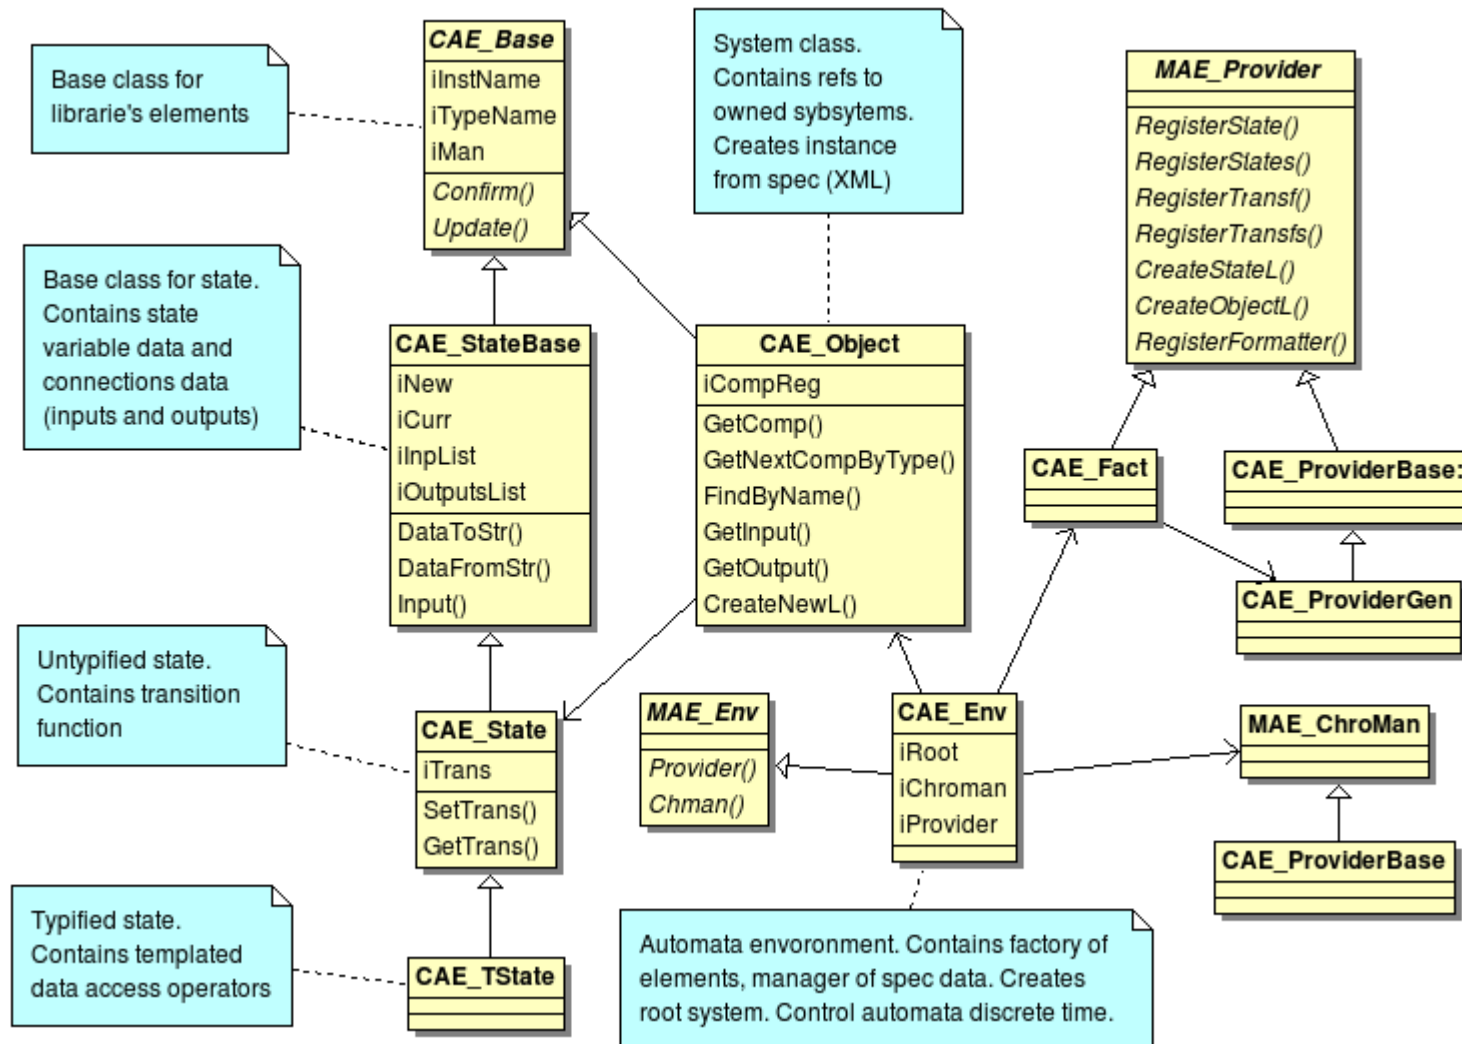 CAE_Base
iInstName
iTypeName
iMan
Confirm()
Update()
Base class for
librarie's elements
System class.
Contains refs to
owned sybsytems.
Creates instance
from spec (XML)
MAE_Provider
RegisterSlate()
RegisterSlates()
RegisterTransf()
RegisterTransfs()
CreateStateL()
CreateObjectL()
RegisterFormatter()
Base class for state.
Contains state
variable data and
connections data
(inputs and outputs)
CAE_StateBase
iNew
iCurr
iInpList
iOutputsList
DataToStr()
DataFromStr()
Input()
CAE_Object
iCompReg
GetComp()
GetNextCompByType()
FindByName()
GetInput()
GetOutput()
CreateNewL()
CAE_Fact
CAE_ProviderBase:
CAE_ProviderGen
Untypified state.
Contains transition
function
CAE_State
iTrans
SetTrans()
GetTrans()
MAE_Env
Provider()
Chman()
CAE_Env
iRoot
iChroman
iProvider
MAE_ChroMan
CAE_ProviderBase
Typified state.
Contains templated
data access operators
CAE_TState
Automata envoronment. Contains factory of
elements, manager of spec data. Creates
root system. Control automata discrete time.